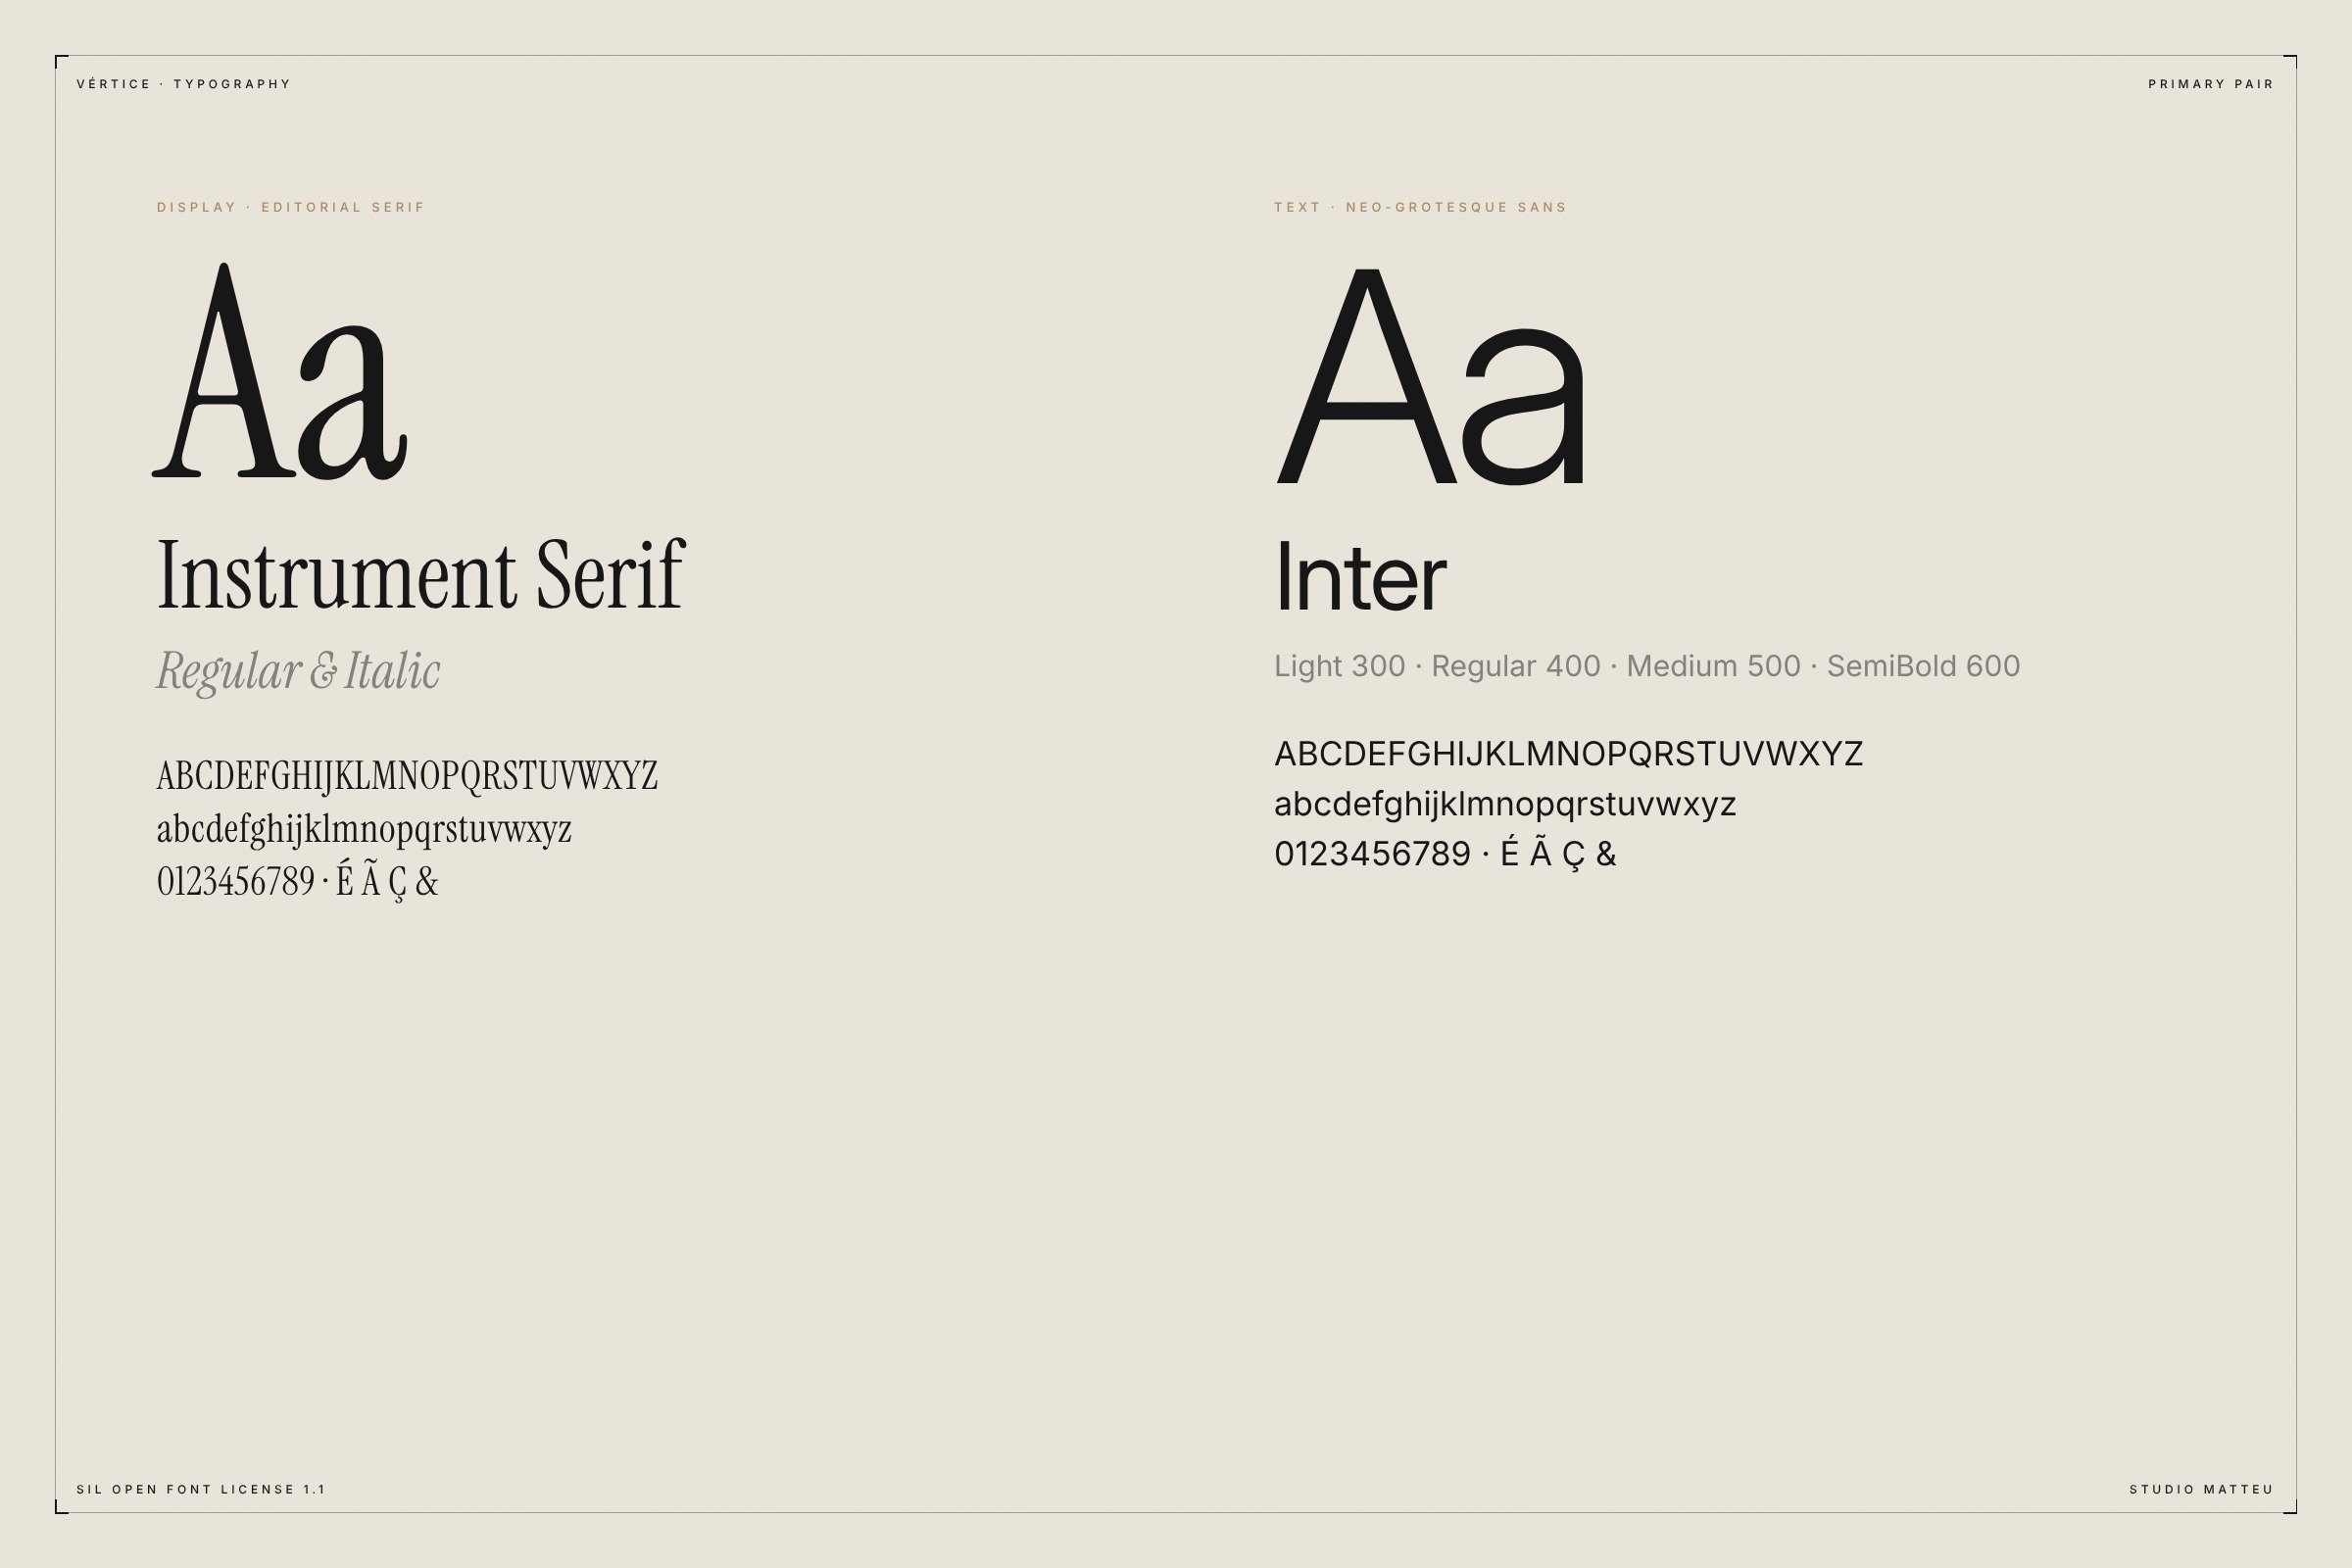 VÉRTICE · TYPOGRAPHY
PRIMARY PAIR
DISPLAY · EDITORIAL SERIF
Aa
Instrument Serif
Regular & Italic
ABCDEFGHIJKLMNOPQRSTUVWXYZ
abcdefghijklmnopqrstuvwxyz
0123456789 · É Ã Ç &
TEXT · NEO-GROTESQUE SANS
Aa
Inter
Light 300 · Regular 400 · Medium 500 · SemiBold 600
ABCDEFGHIJKLMNOPQRSTUVWXYZ
abcdefghijklmnopqrstuvwxyz
0123456789 · É Ã Ç &
SIL OPEN FONT LICENSE 1.1
STUDIO MATTEU